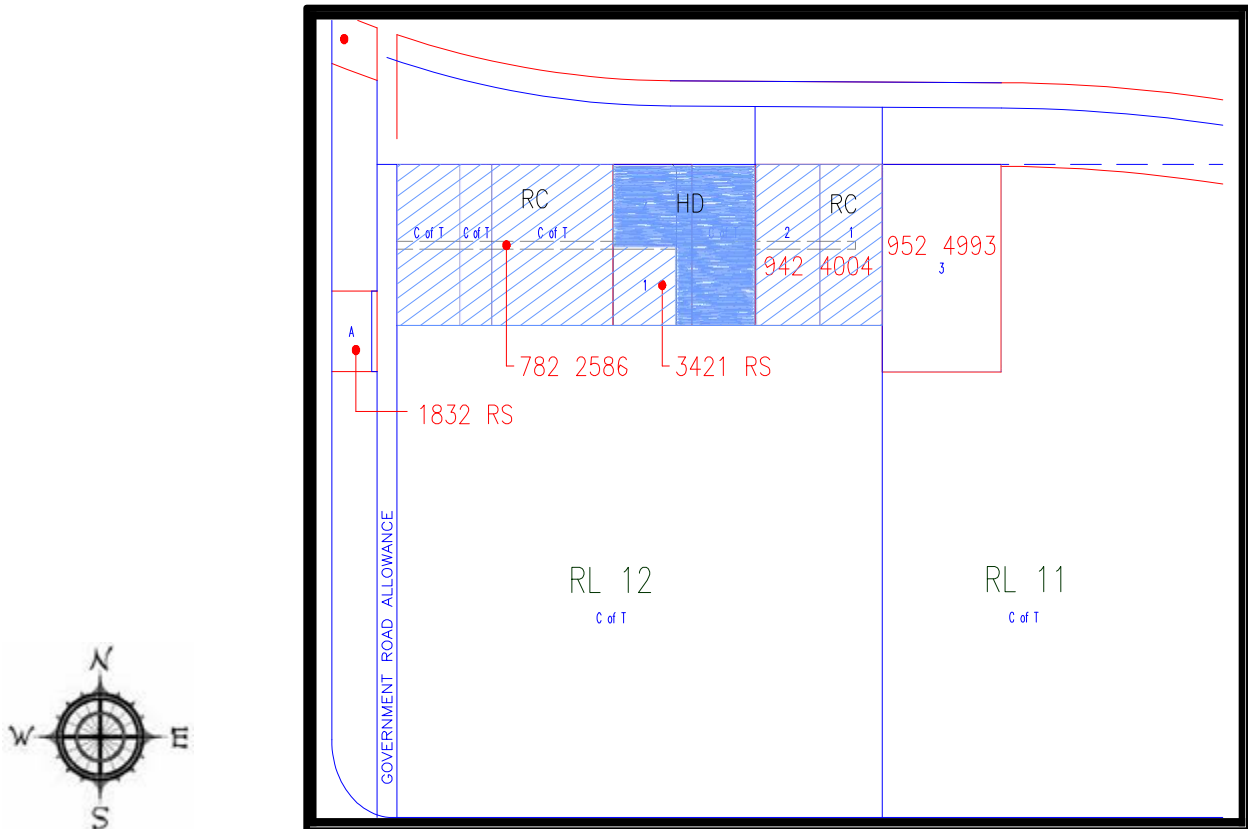 RC
HD
RC
C of T
C of T
C of T
2
1
952 4993
942 4004
3
1
A
782 2586
3421 RS
1832 RS
GOVERNMENT ROAD ALLOWANCE
RL 12
C of T
RL 11
C of T
N
W
E
S